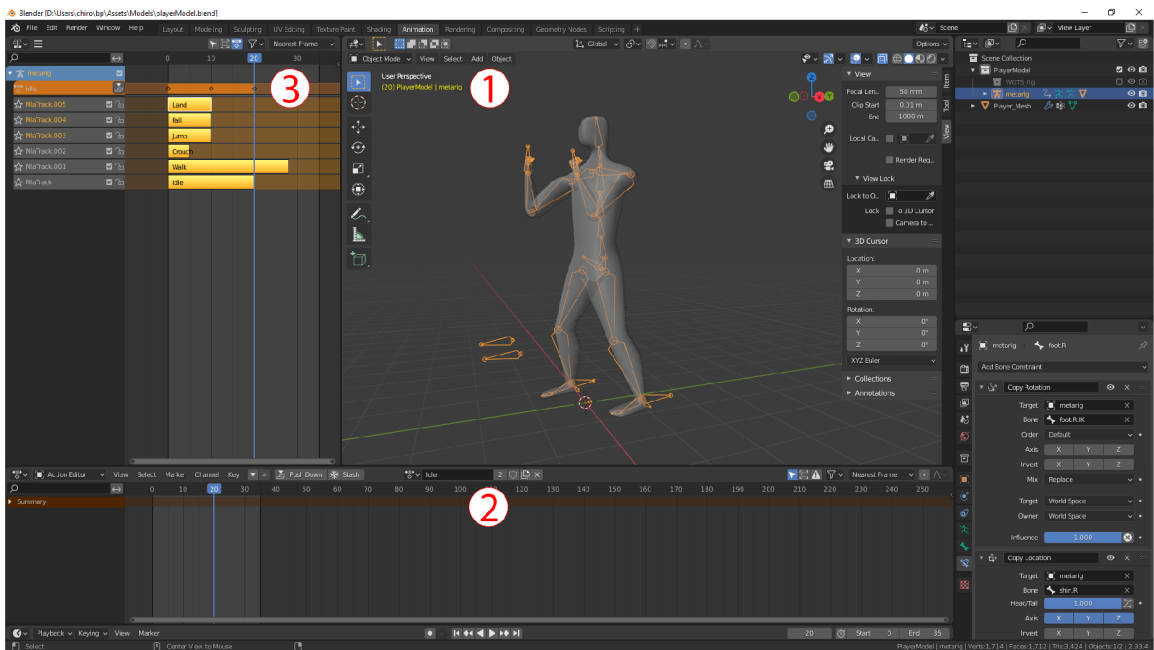 Blender [D:\Users\chiro\bp\Assets\Models\playerModel.blend]
File Edit Render Window Help Layout Modeling Sculpting UV Editing Texture Paint Shading Animation Rendering Compositing Geometry Nodes Scripting + Scene View Layer
Nearest Frame Global Options Scene Collection
0 10 20 30 Object Mode View Select Add Object PlayerModel
metarig User Perspective View WGTS_rig
Idle 3 (20) PlayerModel | metarig 1 Focal Len.. 50 mm metarig
NlaTrack.005 Land Clip Start 0.01 m Player_Mesh
NlaTrack.004 Fall End 1000 m
NlaTrack.003 Jump Local Ca..
NlaTrack.002 Crouch Render Reg..
NlaTrack.001 Walk View Lock
NlaTrack Idle Lock to O..
Lock To 3D Cursor
Camera to ...
3D Cursor
Location:
X 0 m
Y 0 m
Z 0 m
Rotation:
X 0°
Y 0°
Z 0°
XYZ Euler
Collections
Annotations
Item
Tool
View
metarig foot.R
Add Bone Constraint
Copy Rotation
Target metarig
Bone foot.R.IK
Order Default
Axis X Y Z
Invert X Y Z
Mix Replace
Target World Space
Owner World Space
Influence 1.000
Copy Location
Target metarig
Bone shin.R
Head/Tail 1.000
Axis X Y Z
Invert X Y Z
Action Editor View Select Marker Channel Key Push Down Stash Idle 2 Nearest Frame
0 10 20 30 40 50 60 70 80 90 100 110 120 130 140 150 160 170 180 190 200 210 220 230 240 250
Summary 2
Playback Keying View Marker 20 Start 0 End 35
Select Center View to Mouse PlayerModel | metarig | Verts:1,714 | Faces:1,712 | Tris:3,424 | Objects:1/2 | 2.93.4